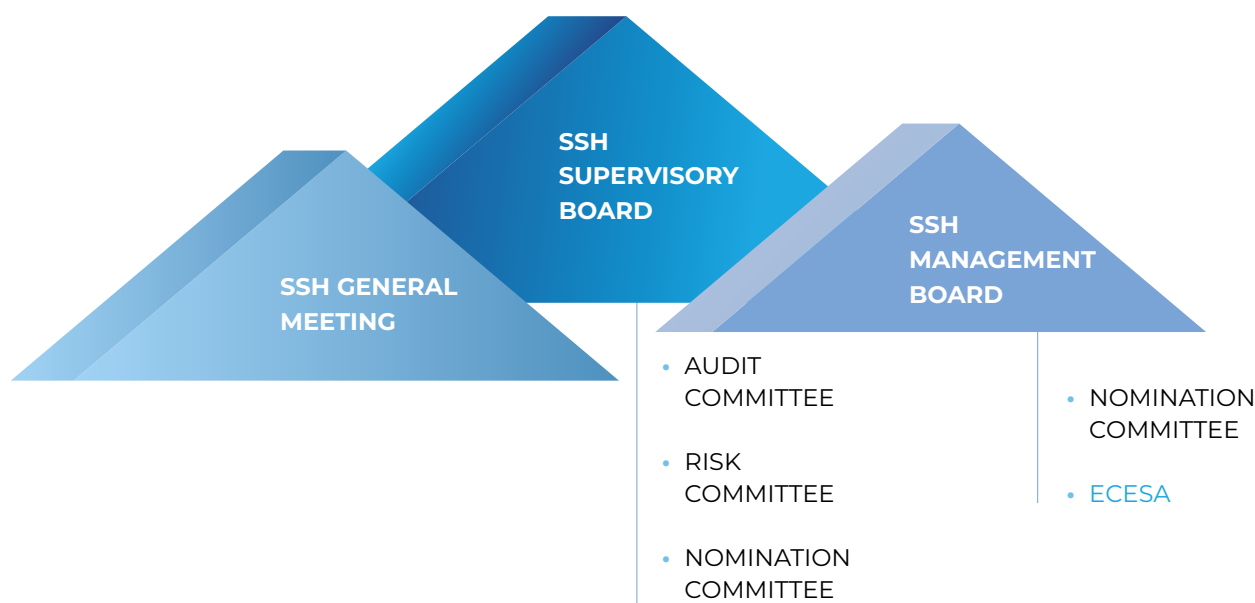 SSH GENERAL
MEETING
SSH
SUPERVISORY
BOARD
• AUDIT
COMMITTEE
• RISK
COMMITTEE
• NOMINATION
COMMITTEE
SSH
MANAGEMENT
BOARD
• NOMINATION
COMMITTEE
• ECESA